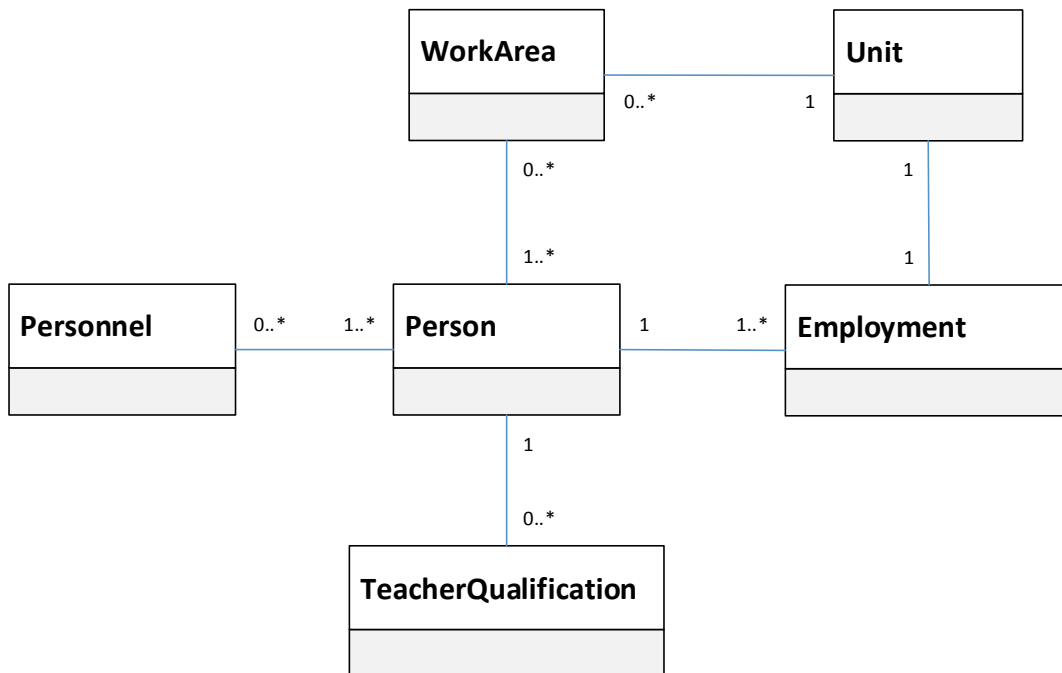 WorkArea
Unit
0..*
1
0..*
1
1..*
1
Personnel
0..*
1..*
Person
1
1..*
Employment
1
0..*
TeacherQualification